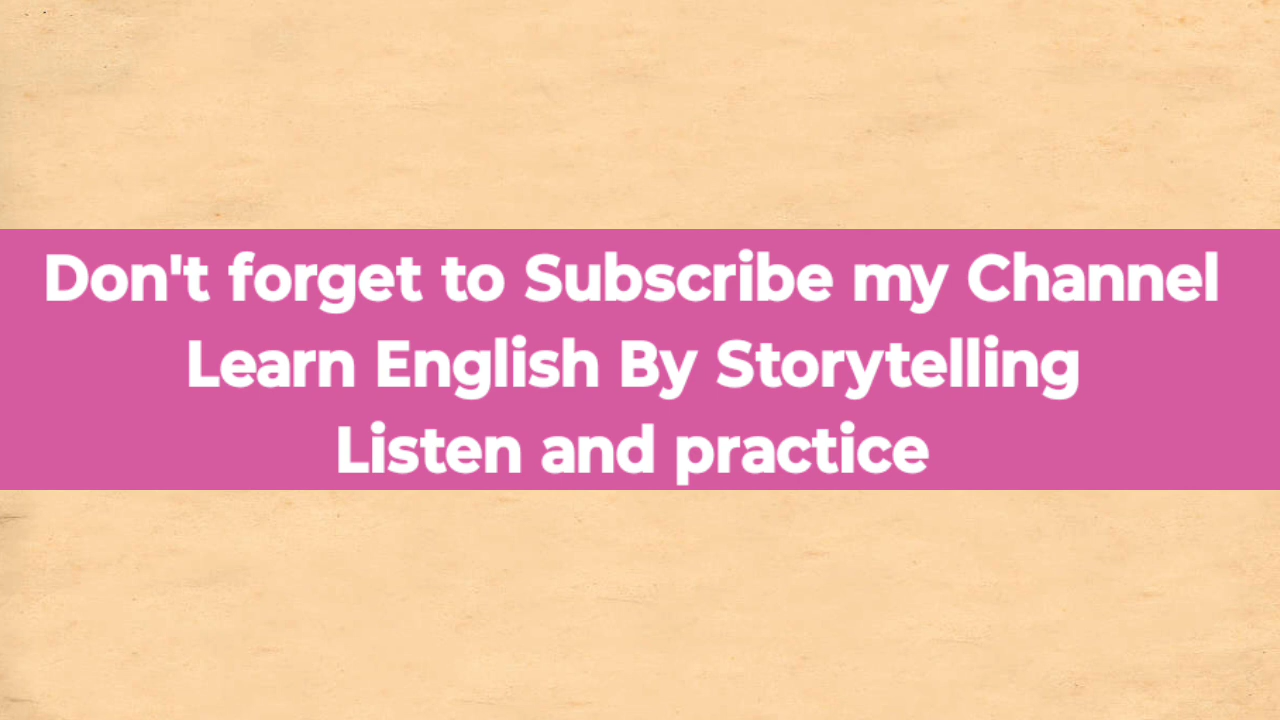 Don't forget to Subscribe my Channel
Learn English By Storytelling
Listen and practice